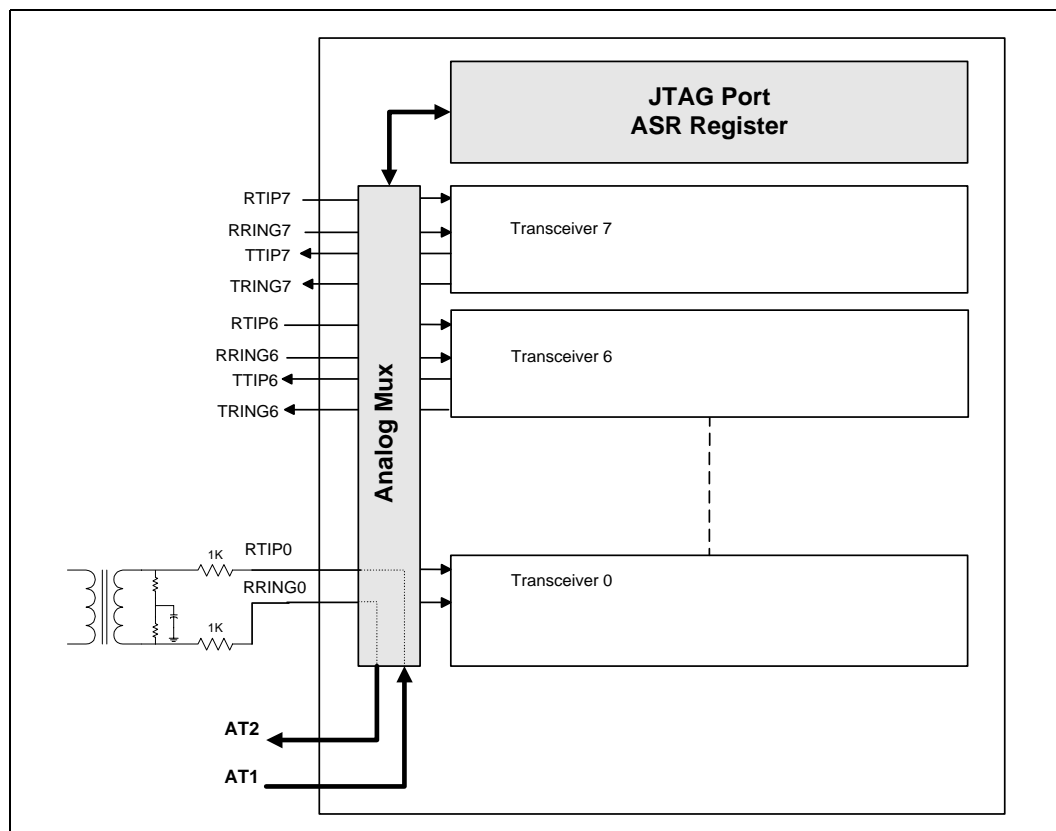 JTAG Port
ASR Register
RTIP7
RRING7
TTIP7
TRING7
Transceiver 7
RTIP6
RRING6
TTIP6
TRING6
Transceiver 6
Analog Mux
1K
RTIP0
RRING0
1K
Transceiver 0
AT2
AT1